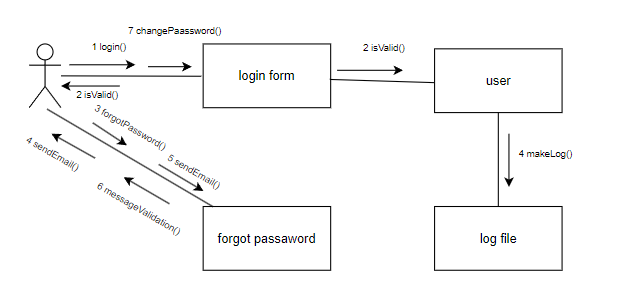 7 changePaassword()
1 login()
2 isValid()
login form
user
2 isValid()
3 forgotPassword()
4 sendEmail()
5 sendEmail()
4 makeLog()
6 messageValidation()
forgot passaword
log file